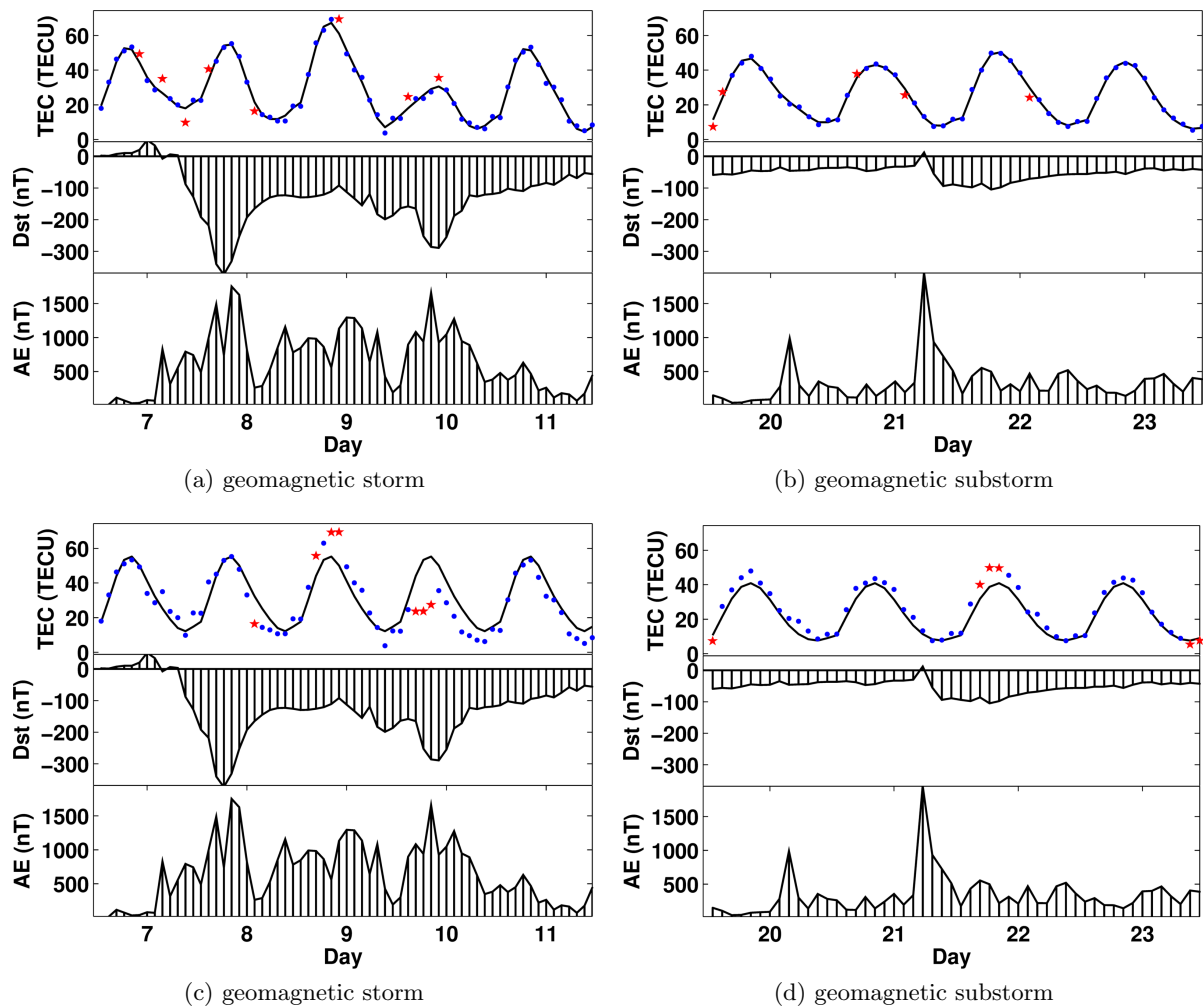 TEC (TECU)
60
40
20
0
Dst (nT)
0
−100
−200
−300
AE (nT)
1500
1000
500
7 8 9 10 11
Day
(a) geomagnetic storm
TEC (TECU)
60
40
20
0
Dst (nT)
0
−100
−200
−300
AE (nT)
1500
1000
500
20 21 22 23
Day
(b) geomagnetic substorm
TEC (TECU)
60
40
20
0
Dst (nT)
0
−100
−200
−300
AE (nT)
1500
1000
500
7 8 9 10 11
Day
(c) geomagnetic storm
TEC (TECU)
60
40
20
0
Dst (nT)
0
−100
−200
−300
AE (nT)
1500
1000
500
20 21 22 23
Day
(d) geomagnetic substorm